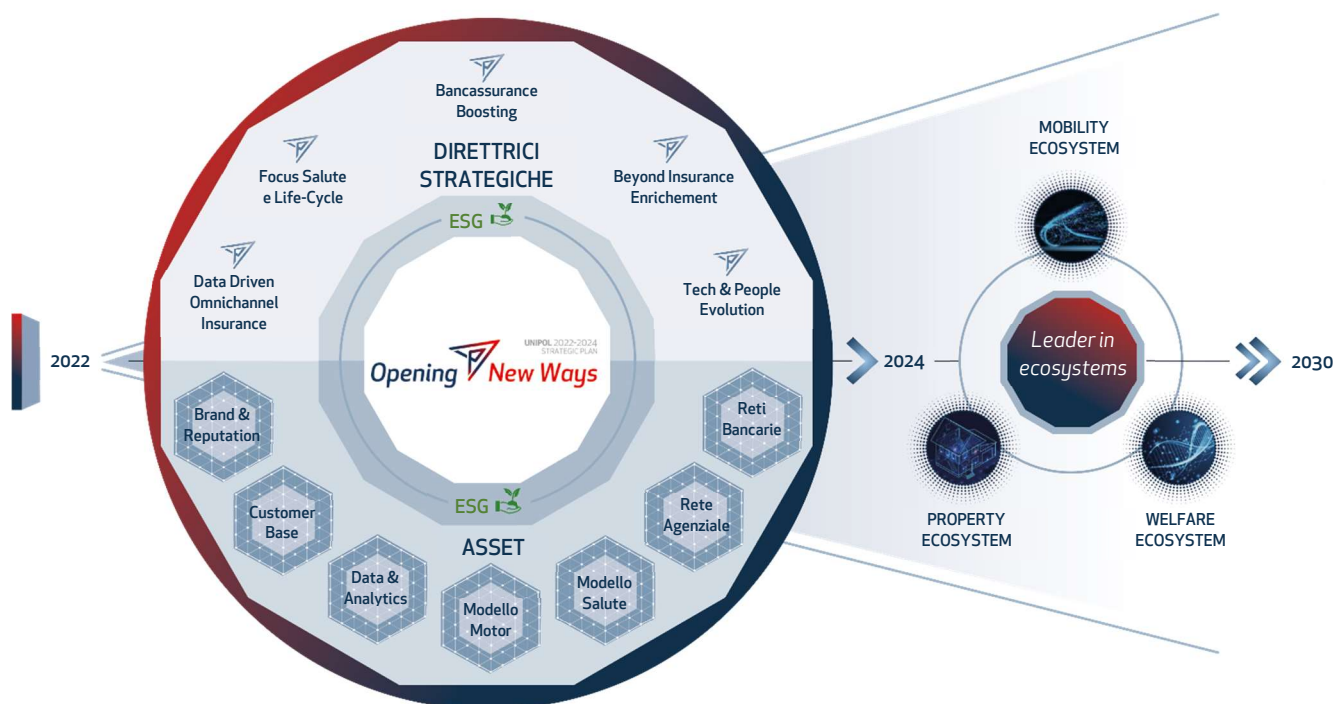 Bancassurance
Boosting
DIRETTRICI
STRATEGICHE
Focus Salute
e Life-Cycle
Beyond Insurance
Enrichment
ESG
Data Driven
Omnichannel
Insurance
Tech & People
Evolution
UNIPOL 2022-2024
STRATEGIC PLAN
Opening New Ways
2022
2024
2030
Brand &
Reputation
Customer
Base
Data &
Analytics
Modello
Motor
Modello
Salute
Rete
Agenziale
Reti
Bancarie
ESG
ASSET
MOBILITY
ECOSYSTEM
Leader in
ecosystems
PROPERTY
ECOSYSTEM
WELFARE
ECOSYSTEM